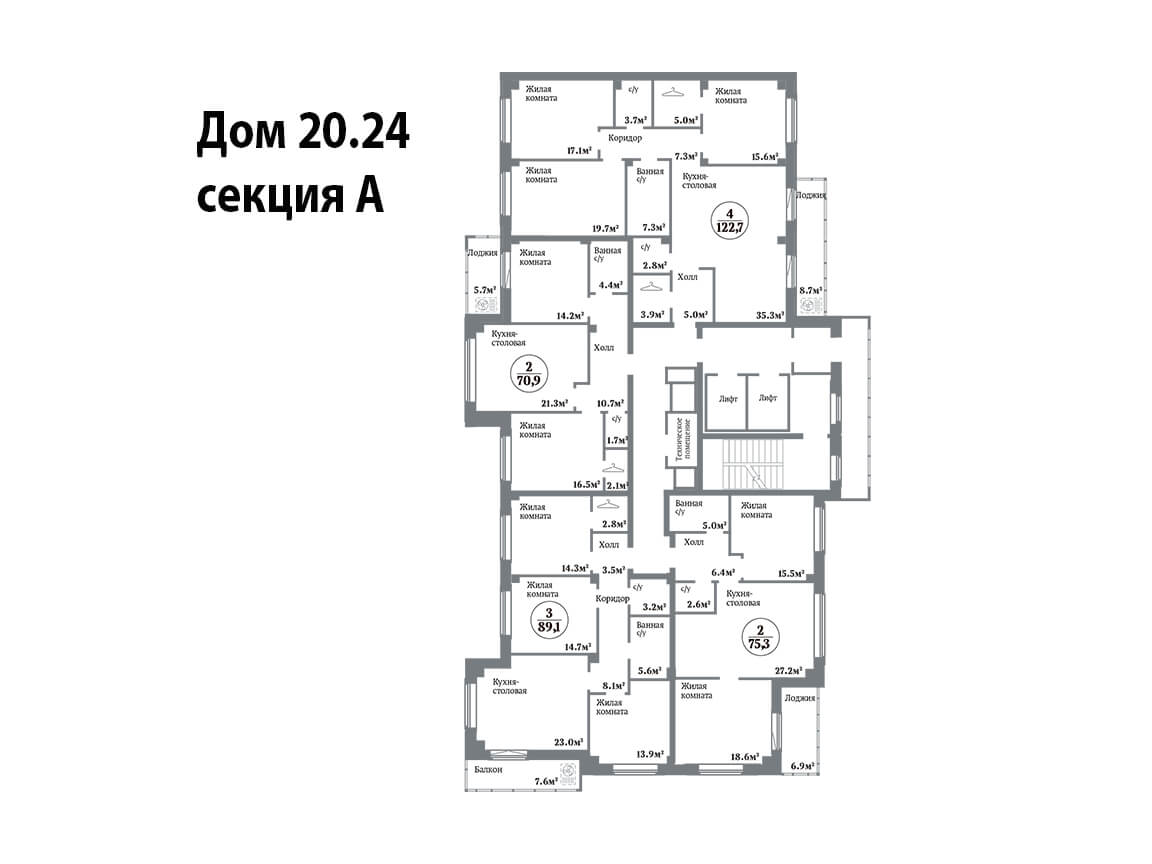 Дом 20.24
секция А
Жилая
комната
17.1м²
с/у
3.7м²
5.0м²
Жилая
комната
15.6м²
Коридор
7.3м²
Жилая
комната
19.7м²
Ванная
с/у
7.3м²
Кухня-
столовая
4
122,7
35.3м²
Лоджия
8.7м²
с/у
2.8м²
3.9м²
Холл
5.0м²
Лоджия
5.7м²
Жилая
комната
14.2м²
Ванная
с/у
4.4м²
Кухня-
столовая
2
70,9
21.3м²
Холл
10.7м²
Жилая
комната
16.5м²
с/у
1.7м²
2.1м²
Лифт
Лифт
Техническое
помещение
Жилая
комната
14.3м²
2.8м²
Холл
3.5м²
Ванная
с/у
5.0м²
Жилая
комната
15.5м²
Холл
6.4м²
Жилая
комната
3
89,1
14.7м²
Коридор
8.1м²
с/у
3.2м²
Ванная
с/у
5.6м²
с/у
2.6м²
Кухня-
столовая
2
75,3
27.2м²
Кухня-
столовая
23.0м²
Жилая
комната
13.9м²
Жилая
комната
18.6м²
Лоджия
6.9м²
Балкон
7.6м²